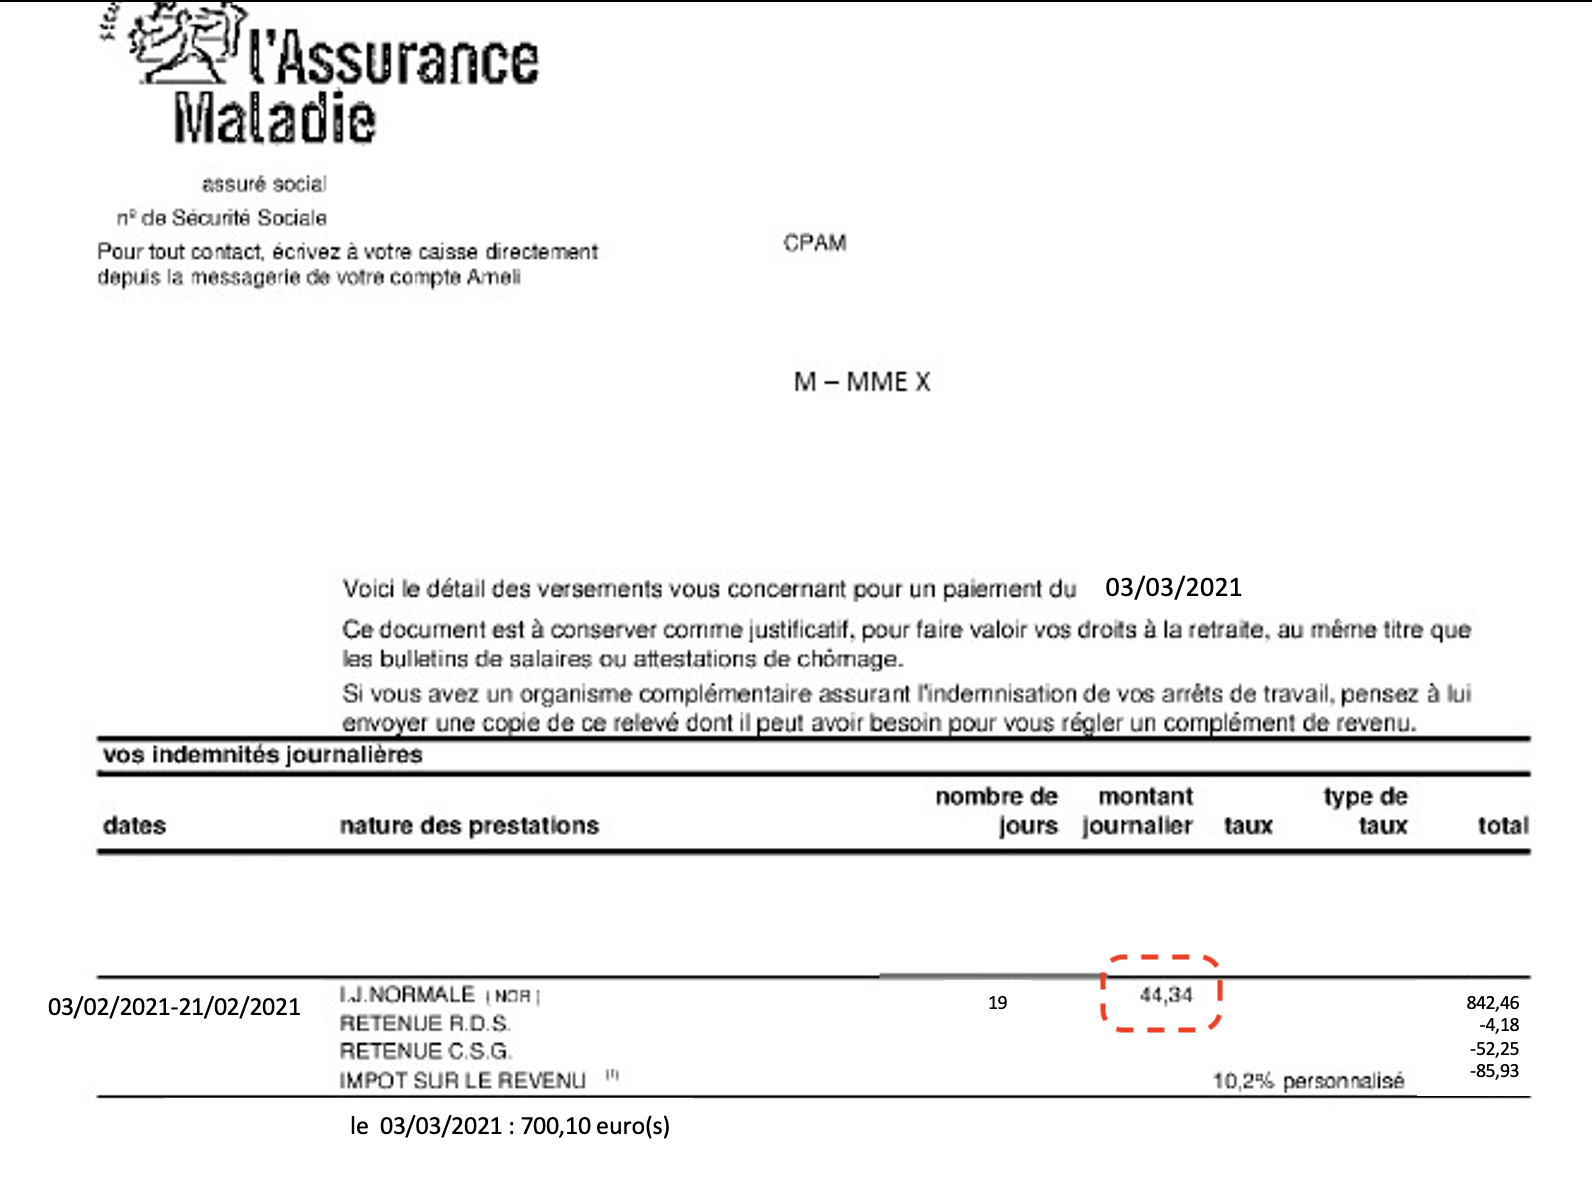 l'Assurance
Maladie
assuré social
nº de Sécurité Sociale
Pour tout contact, écrivez à votre caisse directement
depuis la messagerie de votre compte Ameli
CPAM
M – MME X
Voici le détail des versements vous concernant pour un paiement du 03/03/2021
Ce document est à conserver comme justificatif, pour faire valoir vos droits à la retraite, au même titre que
les bulletins de salaires ou attestations de chômage.
Si vous avez un organisme complémentaire assurant l'indemnisation de vos arrêts de travail, pensez à lui
envoyer une copie de ce relevé dont il peut avoir besoin pour vous régler un complément de revenu.
vos indemnités journalières
dates nature des prestations nombre de jours montant journalier taux type de taux total
03/02/2021-21/02/2021 I.J.NORMALE (NOR) 19 44,34 842,46
RETENUE R.D.S. -4,18
RETENUE C.S.G. -52,25
IMPOT SUR LE REVENU (1) 10,2% personnalisé -85,93
le 03/03/2021 : 700,10 euro(s)